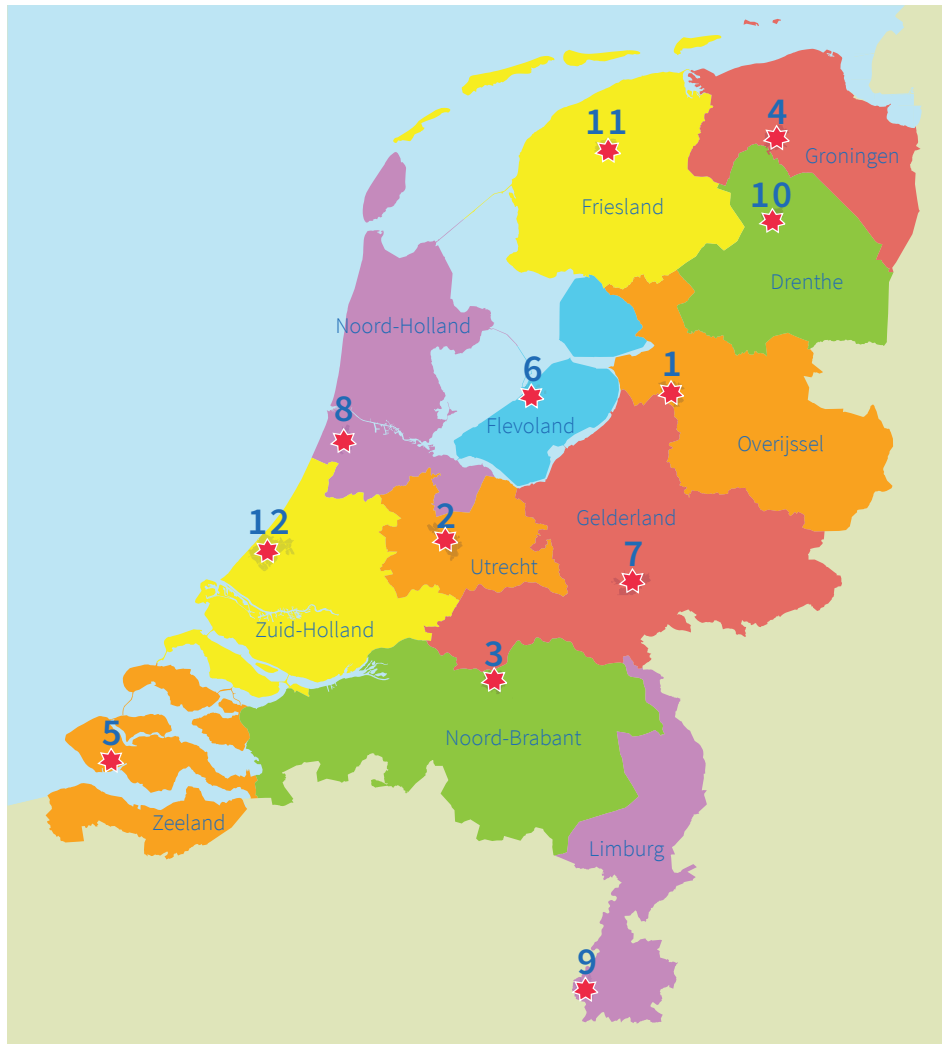 11
4
Groningen
10
Friesland
Drenthe
Noord-Holland
1
6
8
Flevoland
Overijssel
12
2
Gelderland
7
Utrecht
Zuid-Holland
3
5
Noord-Brabant
Zeeland
Limburg
9